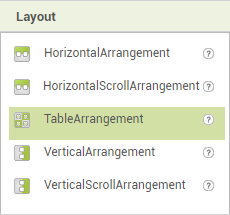 Layout
HorizontalArrangement ?
HorizontalScrollArrangement ?
TableArrangement ?
VerticalArrangement ?
VerticalScrollArrangement ?